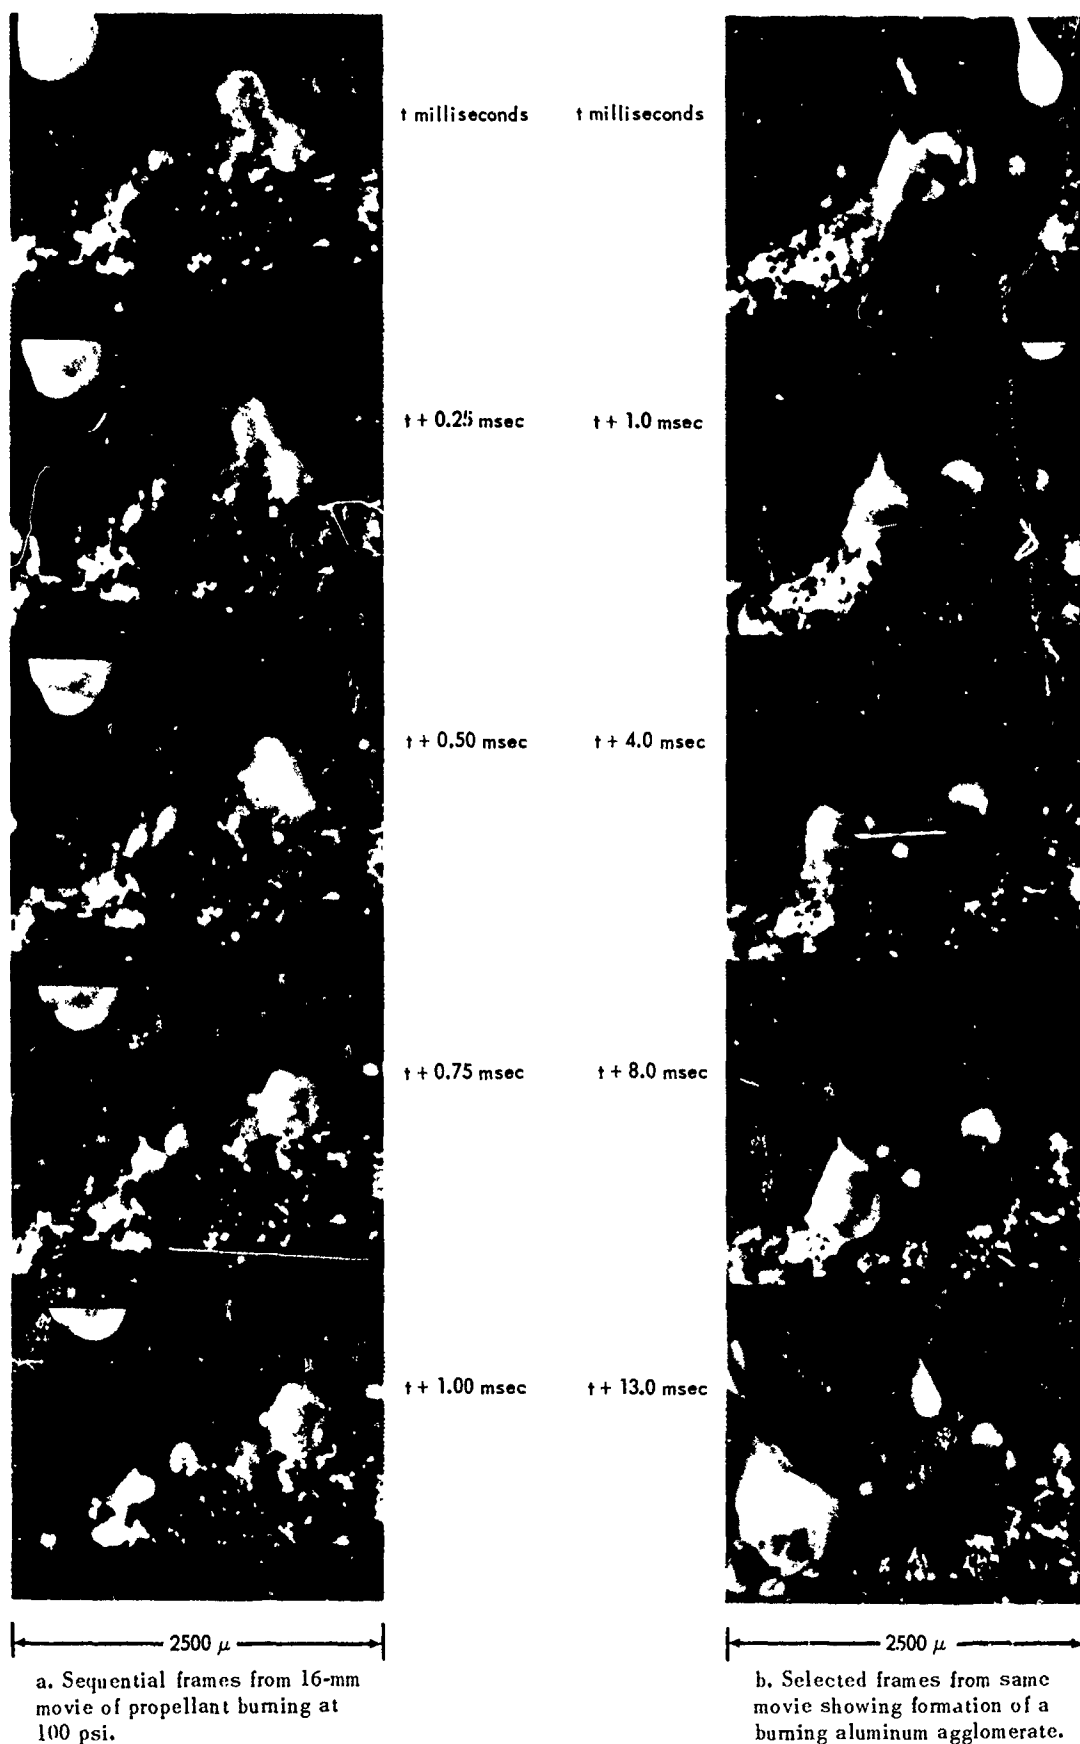 t milliseconds
t milliseconds
t + 0.25 msec
t + 1.0 msec
t + 0.50 msec
t + 4.0 msec
t + 0.75 msec
t + 8.0 msec
t + 1.00 msec
t + 13.0 msec
2500 μ
2500 μ
a. Sequential frames from 16-mm
movie of propellant burning at
100 psi.
b. Selected frames from same
movie showing formation of a
burning aluminum agglomerate.